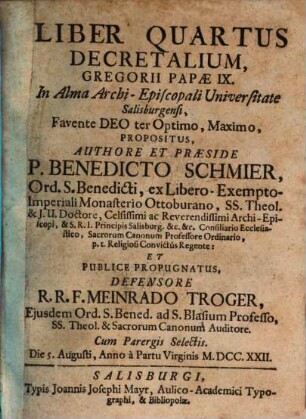 LIBER QUARTUS
DECRETALIUM,
GREGORII PAPÆ IX.
In Alma Archi-Episcopali Universitate
Salisburgensi,
Favente DEO ter Optimo, Maximo,
PROPOSITUS,
AUTHORE ET PRÆSIDE
P. BENEDICTO SCHMIER,
Ord. S. Benedicti, ex Libero-Exempto-
Imperiali Monasterio Ottoburano, SS. Theol.
& J. U. Doctore, Celsissimi ac Reverendissimi Archi-Epi-
scopi, & S. R. I. Principis Salisburg. &c. &c. Consiliario Ecclesia-
stico, Sacrorum Canonum Professore Ordinario,
p. t. Religiosi Convictûs Regente:
ET
PUBLICE PROPUGNATUS,
DEFENSORE
R. R. F. MEINRADO TROGER,
Ejusdem Ord. S. Bened. ad S. Blasium Professo,
SS. Theol. & Sacrorum Canonum Auditore.
Cum Parergis Selectis.
Die 5. Augusti, Anno à Partu Virginis M. DCC. XXII.
SALISBURGI,
Typis Joannis Josephi Mayr, Aulico-Academici Typo-
graphi, & Bibliopolæ.